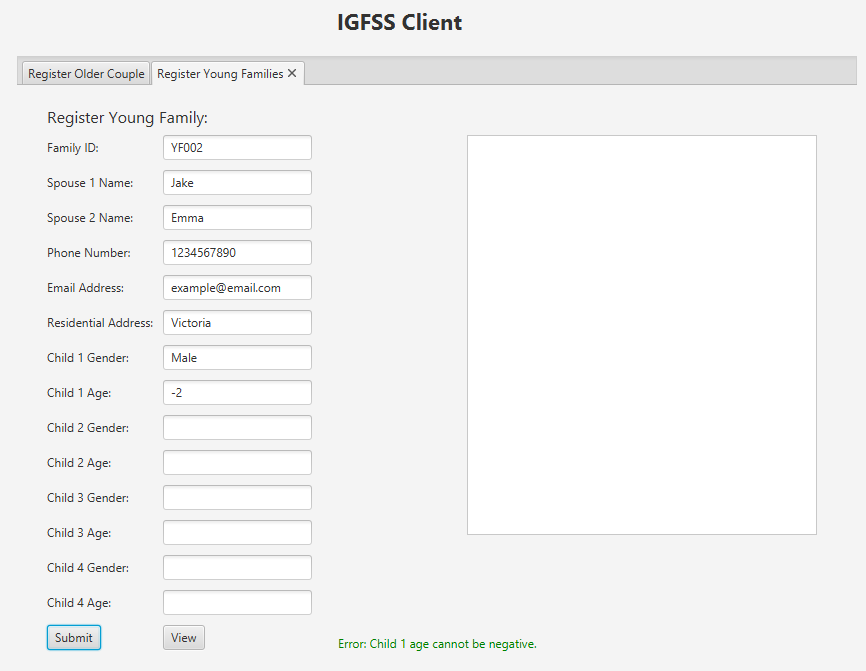 IGFSS Client
Register Older Couple Register Young Families ✕
Register Young Family:
Family ID: YF002
Spouse 1 Name: Jake
Spouse 2 Name: Emma
Phone Number: 1234567890
Email Address: example@email.com
Residential Address: Victoria
Child 1 Gender: Male
Child 1 Age: -2
Child 2 Gender:
Child 2 Age:
Child 3 Gender:
Child 3 Age:
Child 4 Gender:
Child 4 Age:
Submit View Error: Child 1 age cannot be negative.